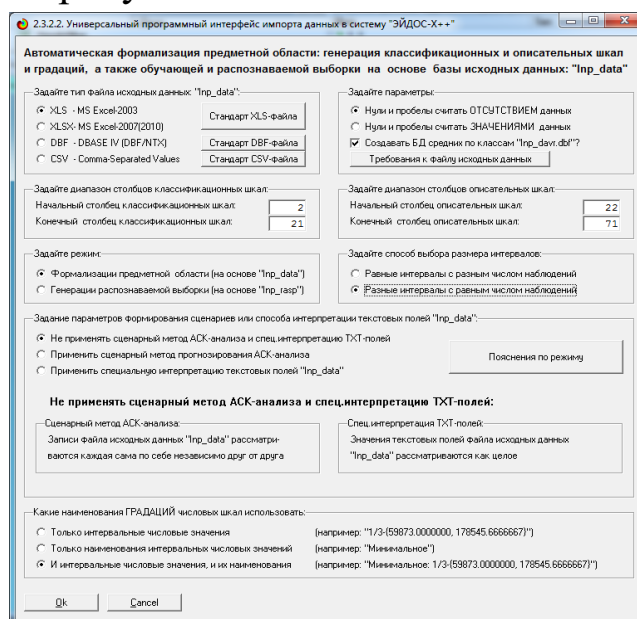 2.3.2.2. Универсальный программный интерфейс импорта данных в систему "ЭЙДОС-X++"
Автоматическая формализация предметной области: генерация классификационных и описательных шкал
и градаций, а также обучающей и распознаваемой выборки на основе базы исходных данных: "Inp_data"
Задайте тип файла исходных данных: "Inp_data":
XLS - MS Excel-2003
XLSX- MS Excel-2007(2010)
DBF - DBASE IV (DBF/NTX)
CSV - Comma-Separated Values
Стандарт XLS-файла
Стандарт DBF-файла
Стандарт CSV-файла
Задайте параметры:
Нули и пробелы считать ОТСУТСТВИЕМ данных
Нули и пробелы считать ЗНАЧЕНИЯМИ данных
Создавать БД средних по классам "Inp_davr.dbf"?
Требования к файлу исходных данных
Задайте диапазон столбцов классификационных шкал:
Начальный столбец классификационных шкал: 2
Конечный столбец классификационных шкал: 21
Задайте диапазон столбцов описательных шкал:
Начальный столбец описательных шкал: 22
Конечный столбец описательных шкал: 71
Задайте режим:
Формализации предметной области (на основе "Inp_data")
Генерации распознаваемой выборки (на основе "Inp_rasp")
Задайте способ выбора размера интервалов:
Равные интервалы с разным числом наблюдений
Разные интервалы с равным числом наблюдений
Задание параметров формирования сценариев или способа интерпретации текстовых полей "Inp_data":
Не применять сценарный метод АСК-анализа и спец.интерпретацию TXT-полей
Применить сценарный метод прогнозирования АСК-анализа
Применить специальную интерпретацию текстовых полей "Inp_data"
Пояснения по режиму
Не применять сценарный метод АСК-анализа и спец.интерпретацию TXT-полей:
Сценарный метод АСК-анализа:
Записи файла исходных данных "Inp_data" рассматри-
ваются каждая сама по себе независимо друг от друга
Спец.интерпретация TXT-полей:
Значения текстовых полей файла исходных данных
"Inp_data" рассматриваются как целое
Какие наименования ГРАДАЦИЙ числовых шкал использовать:
Только интервальные числовые значения (например: "1/3-{59873.0000000, 178545.6666667}")
Только наименования интервальных числовых значений (например: "Минимальное")
И интервальные числовые значения, и их наименования (например: "Минимальное: 1/3-{59873.0000000, 178545.6666667}")
Ok
Cancel